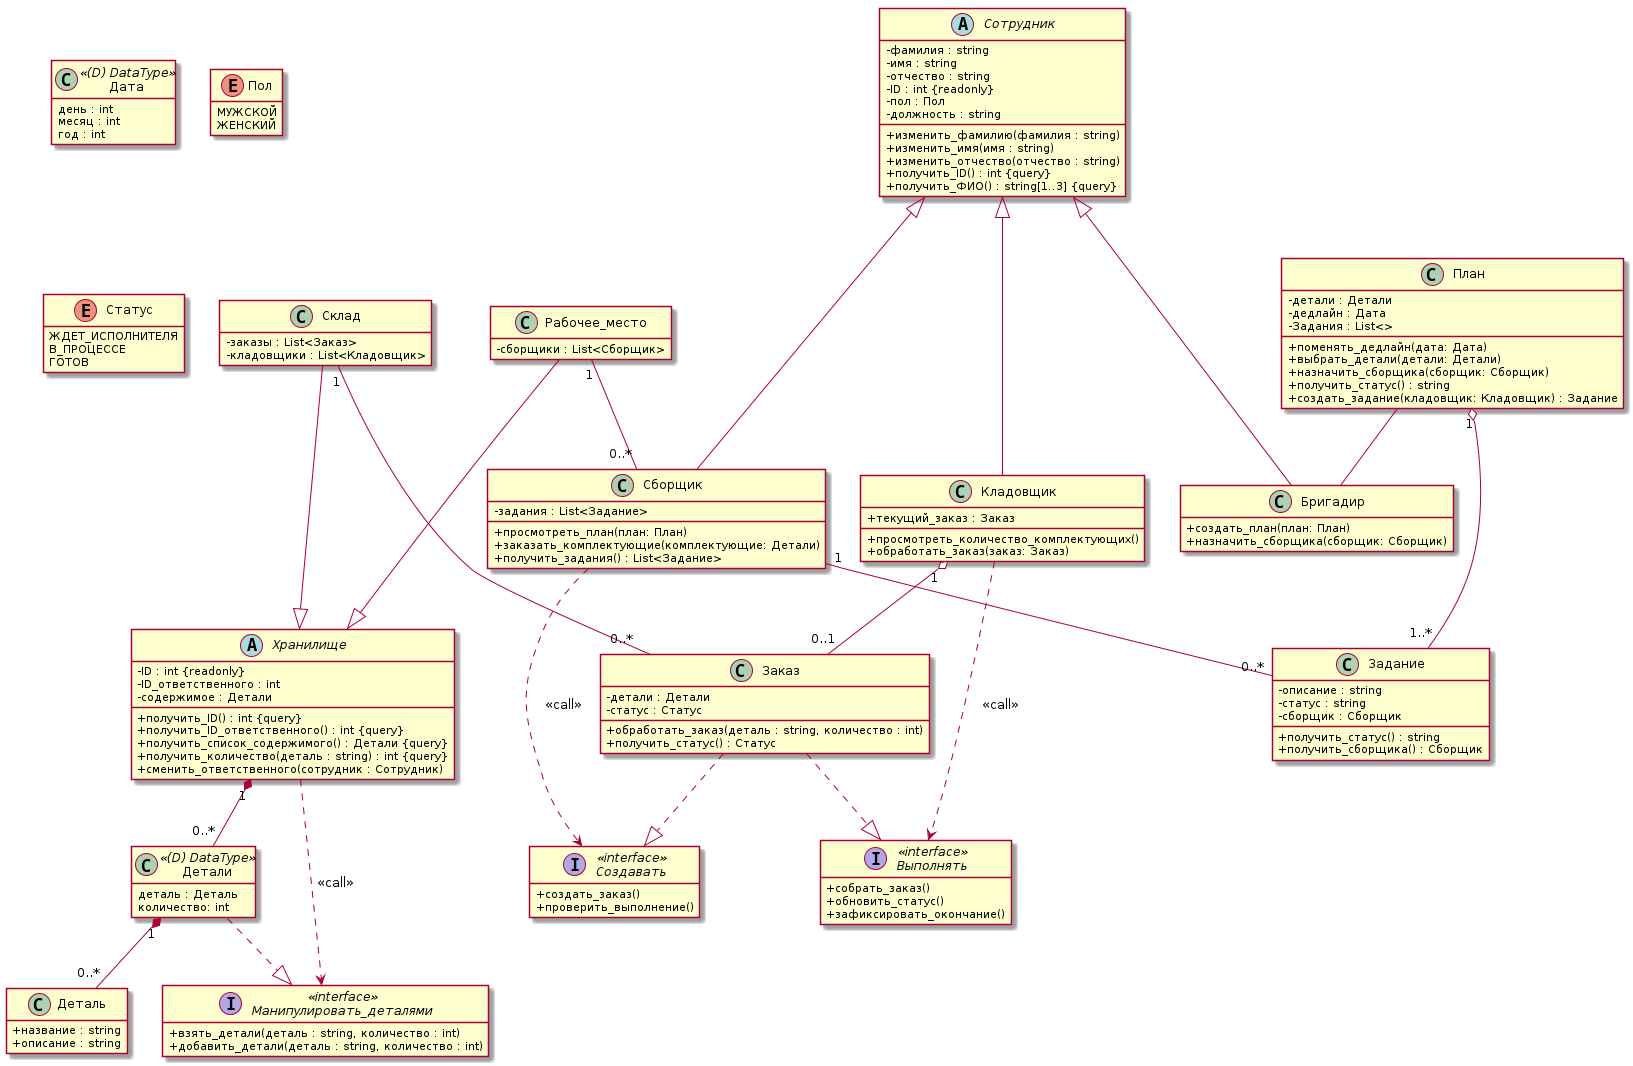 A Сотрудник
-фамилия : string
-имя : string
-отчество : string
-ID : int {readonly}
-пол : Пол
-должность : string
+изменить_фамилию(фамилия : string)
+изменить_имя(имя : string)
+изменить_отчество(отчество : string)
+получить_ID() : int {query}
+получить_ФИО() : string[1..3] {query}
C «(D) DataType»
Дата
день : int
месяц : int
год : int
E Пол
МУЖСКОЙ
ЖЕНСКИЙ
C План
-детали : Детали
-дедлайн : Дата
-Задания : List<>
+поменять_дедлайн(дата: Дата)
+выбрать_детали(детали: Детали)
+назначить_сборщика(сборщик: Сборщик)
+получить_статус() : string
+создать_задание(кладовщик: Кладовщик) : Задание
E Статус
ЖДЕТ_ИСПОЛНИТЕЛЯ
В_ПРОЦЕССЕ
ГОТОВ
C Склад
-заказы : List<Заказ>
-кладовщики : List<Кладовщик>
C Рабочее_место
-сборщики : List<Сборщик>
1
1
1
0..*
C Сборщик
-задания : List<Задание>
+просмотреть_план(план: План)
+заказать_комплектующие(комплектующие: Детали)
+получить_задания() : List<Задание>
C Кладовщик
+текущий_заказ : Заказ
+просмотреть_количество_комплектующих()
+обработать_заказ(заказ: Заказ)
C Бригадир
+создать_план(план: План)
+назначить_сборщика(сборщик: Сборщик)
1
1
0..*
0..1
1..*
0..*
A Хранилище
-ID : int {readonly}
-ID_ответственного : int
-содержимое : Детали
+получить_ID() : int {query}
+получить_ID_ответственного() : int {query}
+получить_список_содержимого() : Детали {query}
+получить_количество(деталь : string) : int {query}
+сменить_ответственного(сотрудник : Сотрудник)
«call»
C Заказ
-детали : Детали
-статус : Статус
+обработать_заказ(деталь : string, количество : int)
+получить_статус() : Статус
«call»
C Задание
-описание : string
-статус : string
-сборщик : Сборщик
+получить_статус() : string
+получить_сборщика() : Сборщик
1
0..*
C «(D) DataType»
Детали
деталь : Деталь
количество: int
«call»
I «interface»
Создавать
+создать_заказ()
+проверить_выполнение()
I «interface»
Выполнять
+собрать_заказ()
+обновить_статус()
+зафиксировать_окончание()
1
0..*
C Деталь
+название : string
+описание : string
I «interface»
Манипулировать_деталями
+взять_детали(деталь : string, количество : int)
+добавить_детали(деталь : string, количество : int)